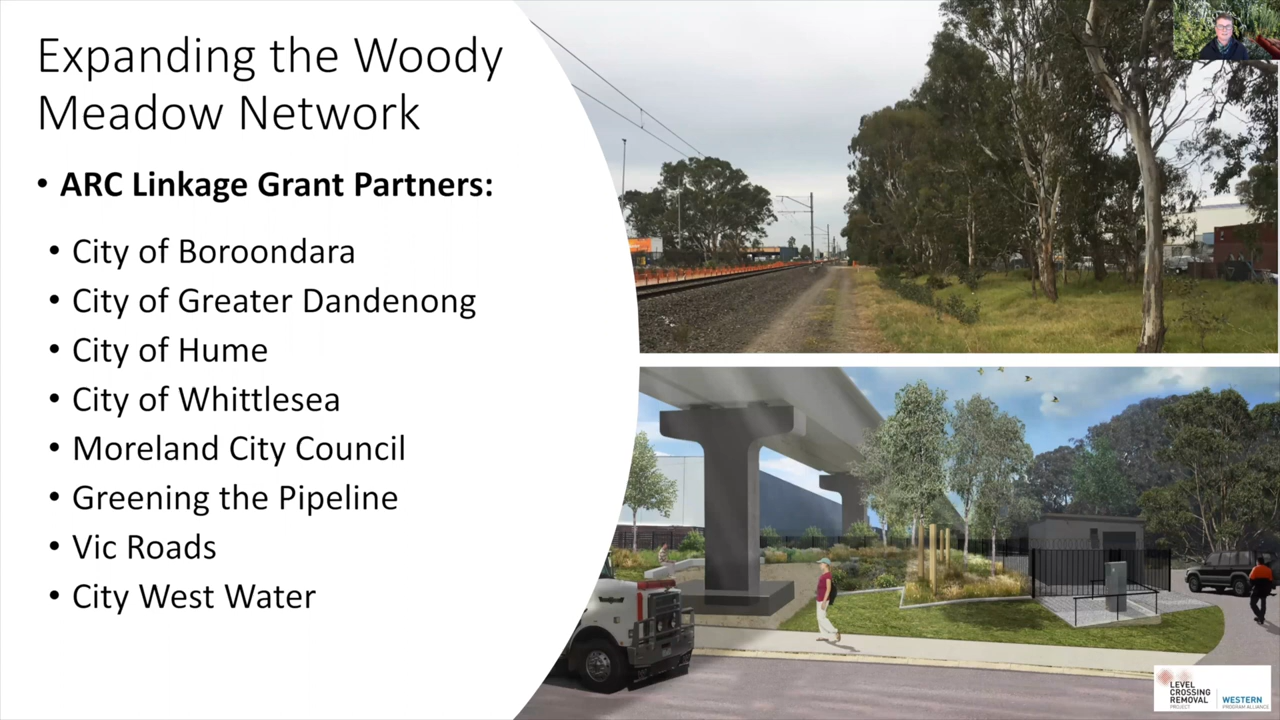 Expanding the Woody
Meadow Network
• ARC Linkage Grant Partners:
• City of Boroondara
• City of Greater Dandenong
• City of Hume
• City of Whittlesea
• Moreland City Council
• Greening the Pipeline
• Vic Roads
• City West Water
LEVEL
CROSSING
REMOVAL
PROJECT
WESTERN
PROGRAM ALLIANCE